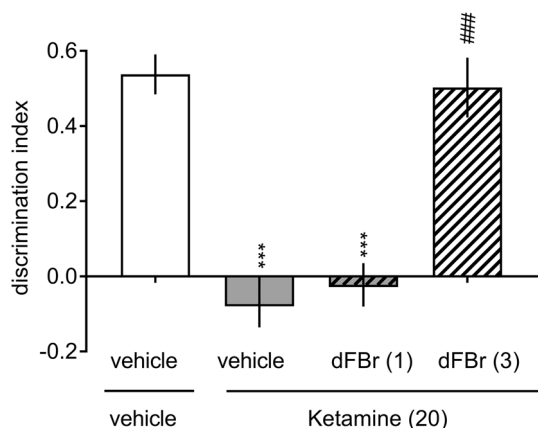 discrimination index
0.6
0.4
0.2
0.0
-0.2
***
***
###
vehicle vehicle dFBr (1) dFBr (3)
vehicle Ketamine (20)